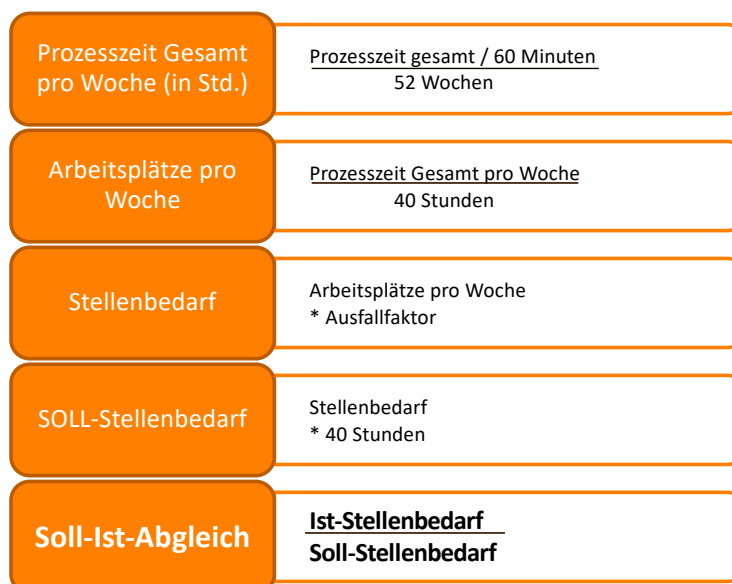 Prozesszeit Gesamt
pro Woche (in Std.)
Prozesszeit gesamt / 60 Minuten
52 Wochen
Arbeitsplätze pro
Woche
Prozesszeit Gesamt pro Woche
40 Stunden
Stellenbedarf
Arbeitsplätze pro Woche
* Ausfallfaktor
SOLL-Stellenbedarf
Stellenbedarf
* 40 Stunden
Soll-Ist-Abgleich
Ist-Stellenbedarf
Soll-Stellenbedarf